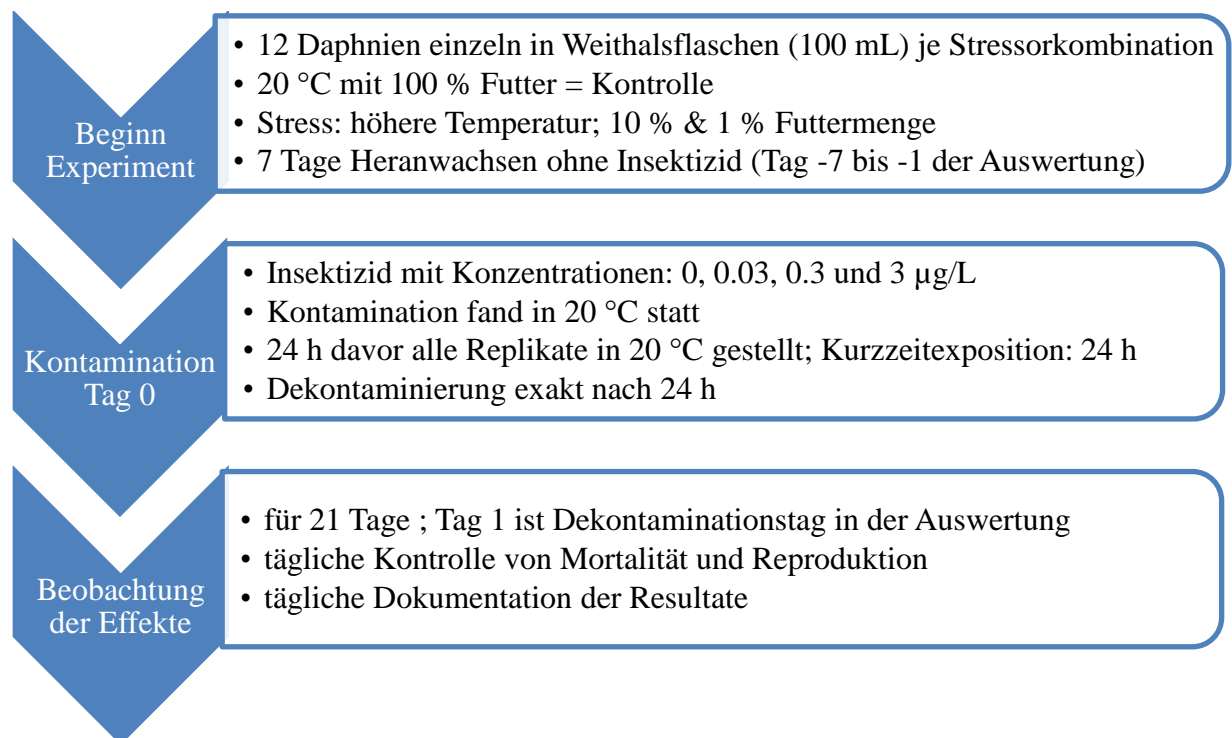 Beginn
Experiment
• 12 Daphnien einzeln in Weithalsflaschen (100 mL) je Stressorkombination
• 20 °C mit 100 % Futter = Kontrolle
• Stress: höhere Temperatur; 10 % & 1 % Futtermenge
• 7 Tage Heranwachsen ohne Insektizid (Tag -7 bis -1 der Auswertung)
Kontamination
Tag 0
• Insektizid mit Konzentrationen: 0, 0.03, 0.3 und 3 µg/L
• Kontamination fand in 20 °C statt
• 24 h davor alle Replikate in 20 °C gestellt; Kurzzeitexposition: 24 h
• Dekontaminierung exakt nach 24 h
Beobachtung
der Effekte
• für 21 Tage ; Tag 1 ist Dekontaminationstag in der Auswertung
• tägliche Kontrolle von Mortalität und Reproduktion
• tägliche Dokumentation der Resultate